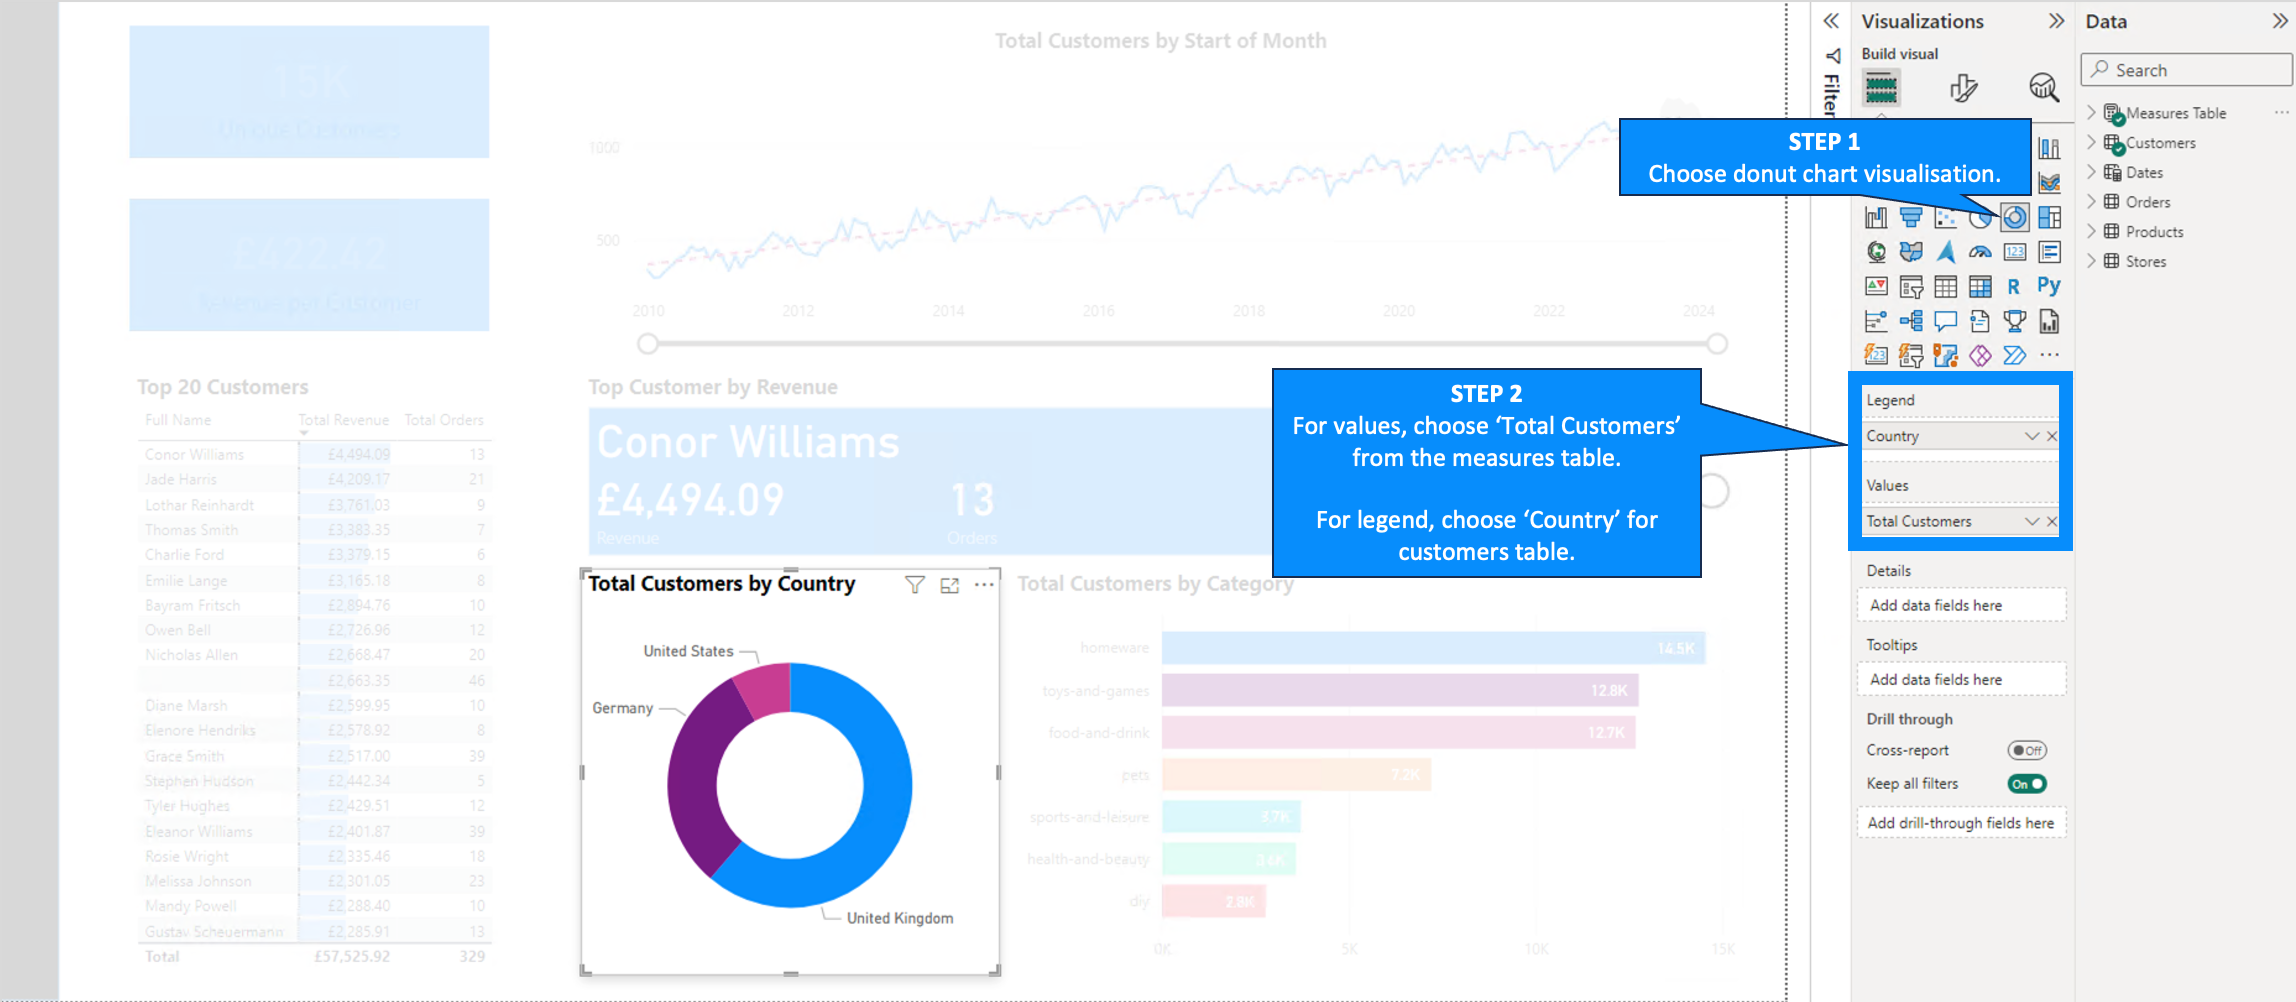 15K
Unique Customers
£422.42
Revenue per Customer
Total Customers by Start of Month
1000
500
2010 2012 2014 2016 2018 2020 2022 2024
Top 20 Customers
Full Name Total Revenue Total Orders
Conor Williams £4,494.09 13
Jade Harris £4,209.17 21
Lothar Reinhardt £3,761.03 9
Thomas Smith £3,383.35 7
Charlie Ford £3,379.15 6
Emilie Lange £3,165.18 8
Bayram Fritsch £2,894.76 10
Owen Bell £2,726.96 12
Nicholas Allen £2,668.47 20
£2,663.35 46
Diane Marsh £2,599.95 10
Elenore Hendriks £2,578.92 8
Grace Smith £2,517.00 39
Stephen Hudson £2,442.34 5
Tyler Hughes £2,429.51 12
Eleanor Williams £2,401.87 39
Rosie Wright £2,335.46 18
Melissa Johnson £2,301.05 23
Mandy Powell £2,288.40 10
Gustav Scheuermann £2,285.91 13
Total £57,525.92 329
Top Customer by Revenue
Conor Williams
£4,494.09 13
Revenue Orders
Total Customers by Country
United States
Germany
United Kingdom
Total Customers by Category
homeware 14.5K
toys-and-games 12.8K
food-and-drink 12.7K
pets 7.2K
sports-and-leisure 3.7K
health-and-beauty
diy 2.8K
0K 5K 10K 15K
STEP 1
Choose donut chart visualisation.
STEP 2
For values, choose ‘Total Customers’
from the measures table.
For legend, choose ‘Country’ for
customers table.
Filter
Visualizations
Build visual
123
R Py
123
Legend
Country
Values
Total Customers
Details
Add data fields here
Tooltips
Add data fields here
Drill through
Cross-report Off
Keep all filters On
Add drill-through fields here
Data
Search
Measures Table
Customers
Dates
Orders
Products
Stores